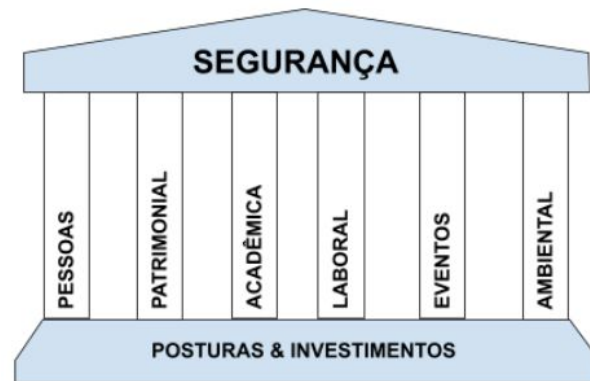 SEGURANÇA
PESSOAS
PATRIMONIAL
ACADÊMICA
LABORAL
EVENTOS
AMBIENTAL
POSTURAS & INVESTIMENTOS